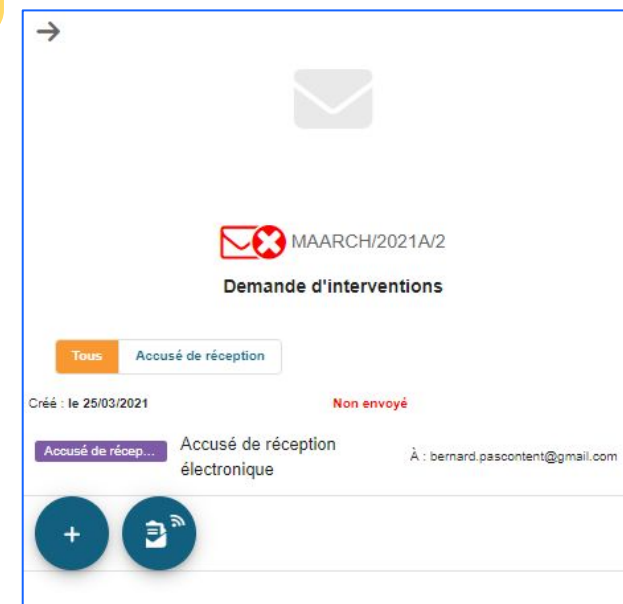 MAARCH/2021A/2
Demande d'interventions
Tous Accusé de réception
Créé : le 25/03/2021 Non envoyé
Accusé de récep... Accusé de réception À : bernard.pascontent@gmail.com
électronique
+